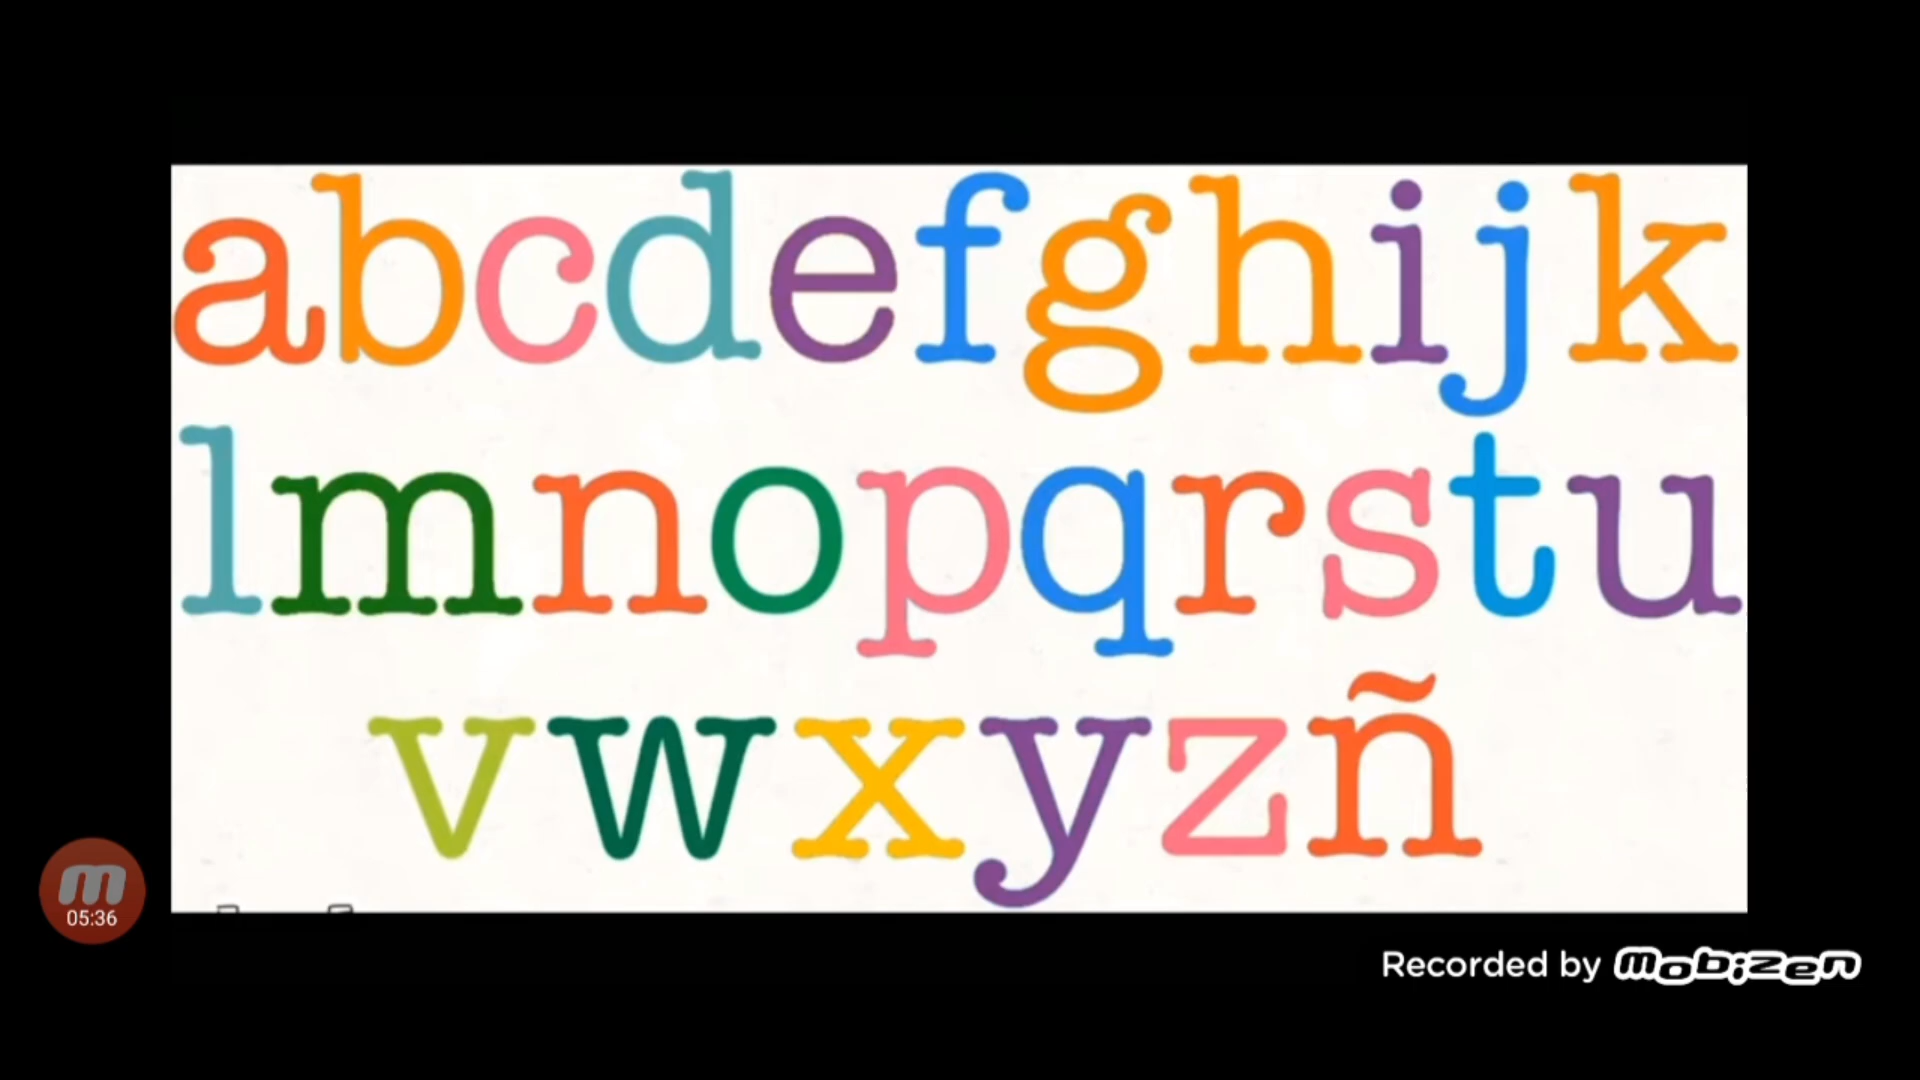 abcdefghijk
lmnopqrstu
vwxyzñ
05:36
Recorded by mobizen